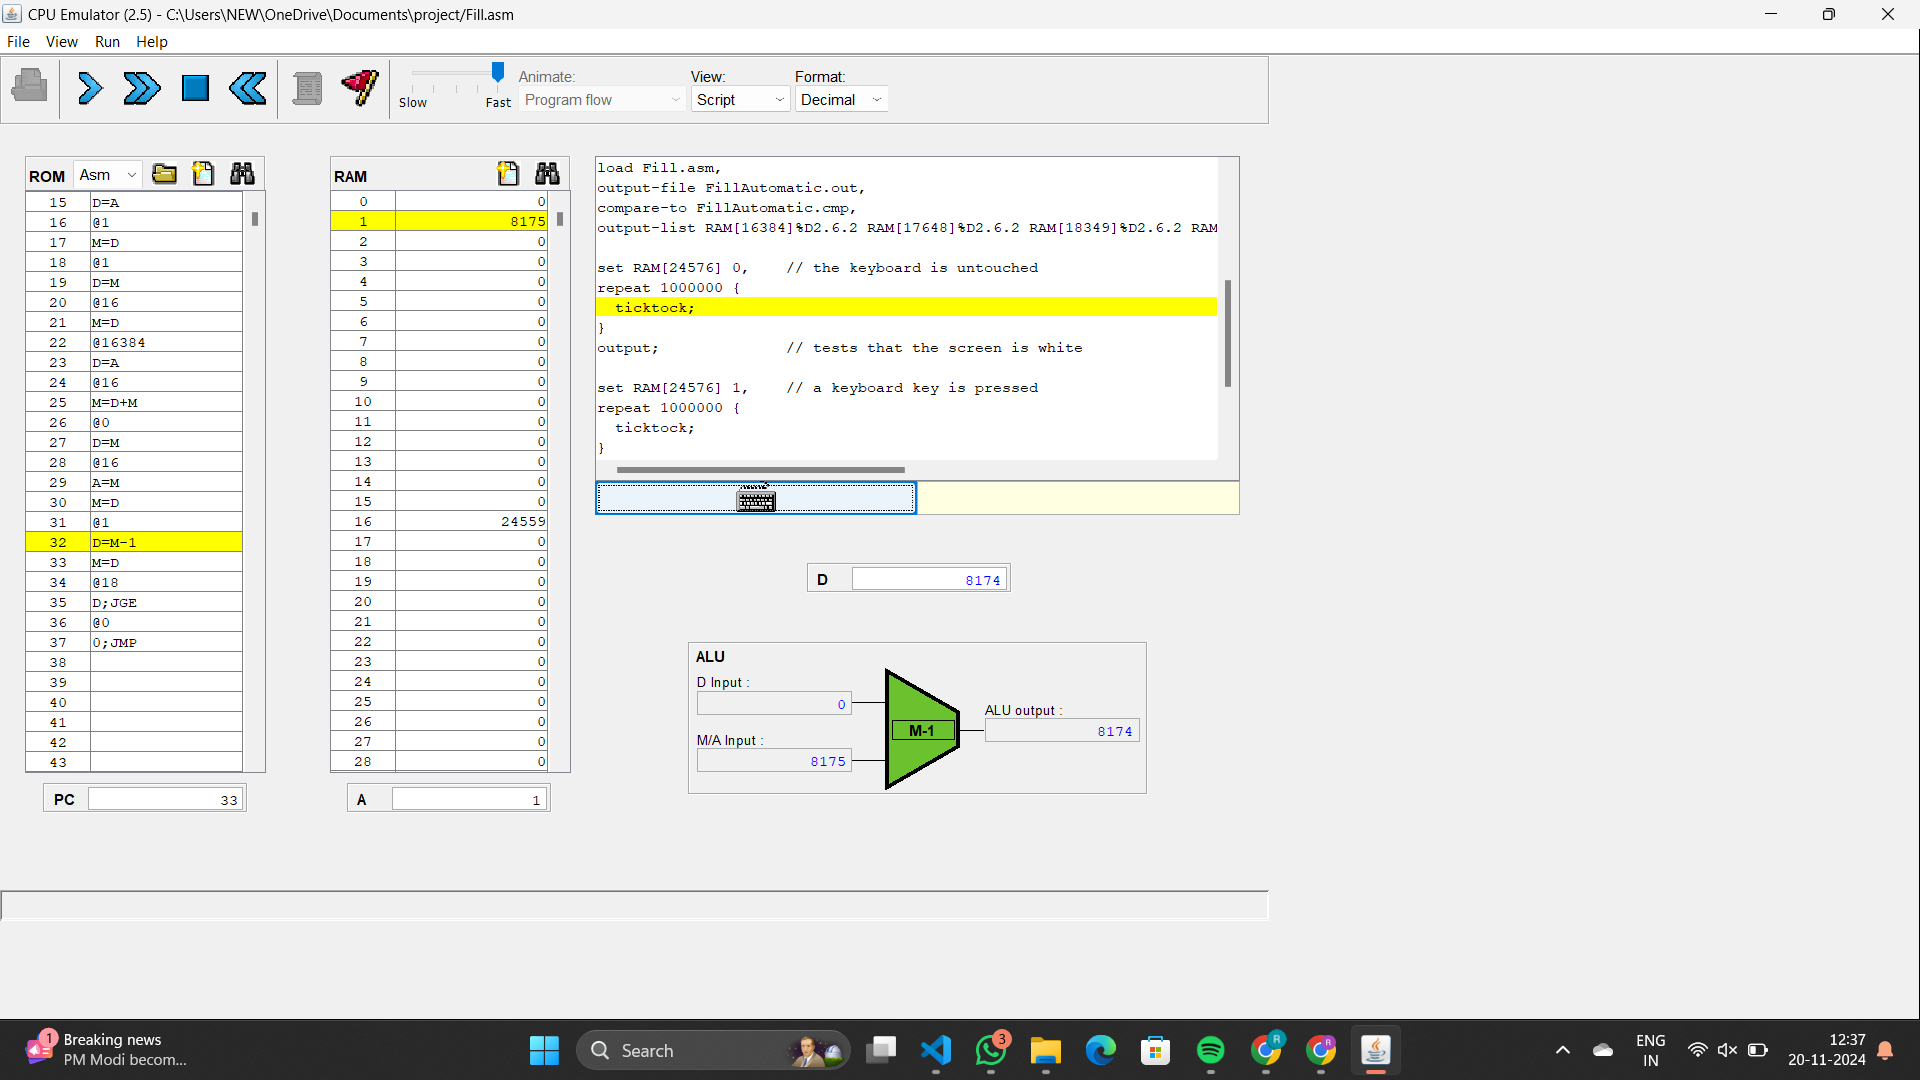 CPU Emulator (2.5) - C:\Users\NEW\OneDrive\Documents\project/Fill.asm
File View Run Help
Slow Fast
Animate:
Program flow
View:
Script
Format:
Decimal
ROM Asm
15 D=A
16 @1
17 M=D
18 @1
19 D=M
20 @16
21 M=D
22 @16384
23 D=A
24 @16
25 M=D+M
26 @0
27 D=M
28 @16
29 A=M
30 M=D
31 @1
32 D=M-1
33 M=D
34 @18
35 D;JGE
36 @0
37 0;JMP
38
39
40
41
42
43
PC 33
RAM
0 0
1 8175
2 0
3 0
4 0
5 0
6 0
7 0
8 0
9 0
10 0
11 0
12 0
13 0
14 0
15 0
16 24559
17 0
18 0
19 0
20 0
21 0
22 0
23 0
24 0
25 0
26 0
27 0
28 0
A 1
load Fill.asm,
output-file FillAutomatic.out,
compare-to FillAutomatic.cmp,
output-list RAM[16384]%D2.6.2 RAM[17648]%D2.6.2 RAM[18349]%D2.6.2 RAM
set RAM[24576] 0, // the keyboard is untouched
repeat 1000000 {
ticktock;
}
output; // tests that the screen is white
set RAM[24576] 1, // a keyboard key is pressed
repeat 1000000 {
ticktock;
}
D 8174
ALU
D Input :
0
M/A Input :
8175
M-1
ALU output :
8174
1
Breaking news
PM Modi becom...
Search
3
R
R
ENG
IN
12:37
20-11-2024